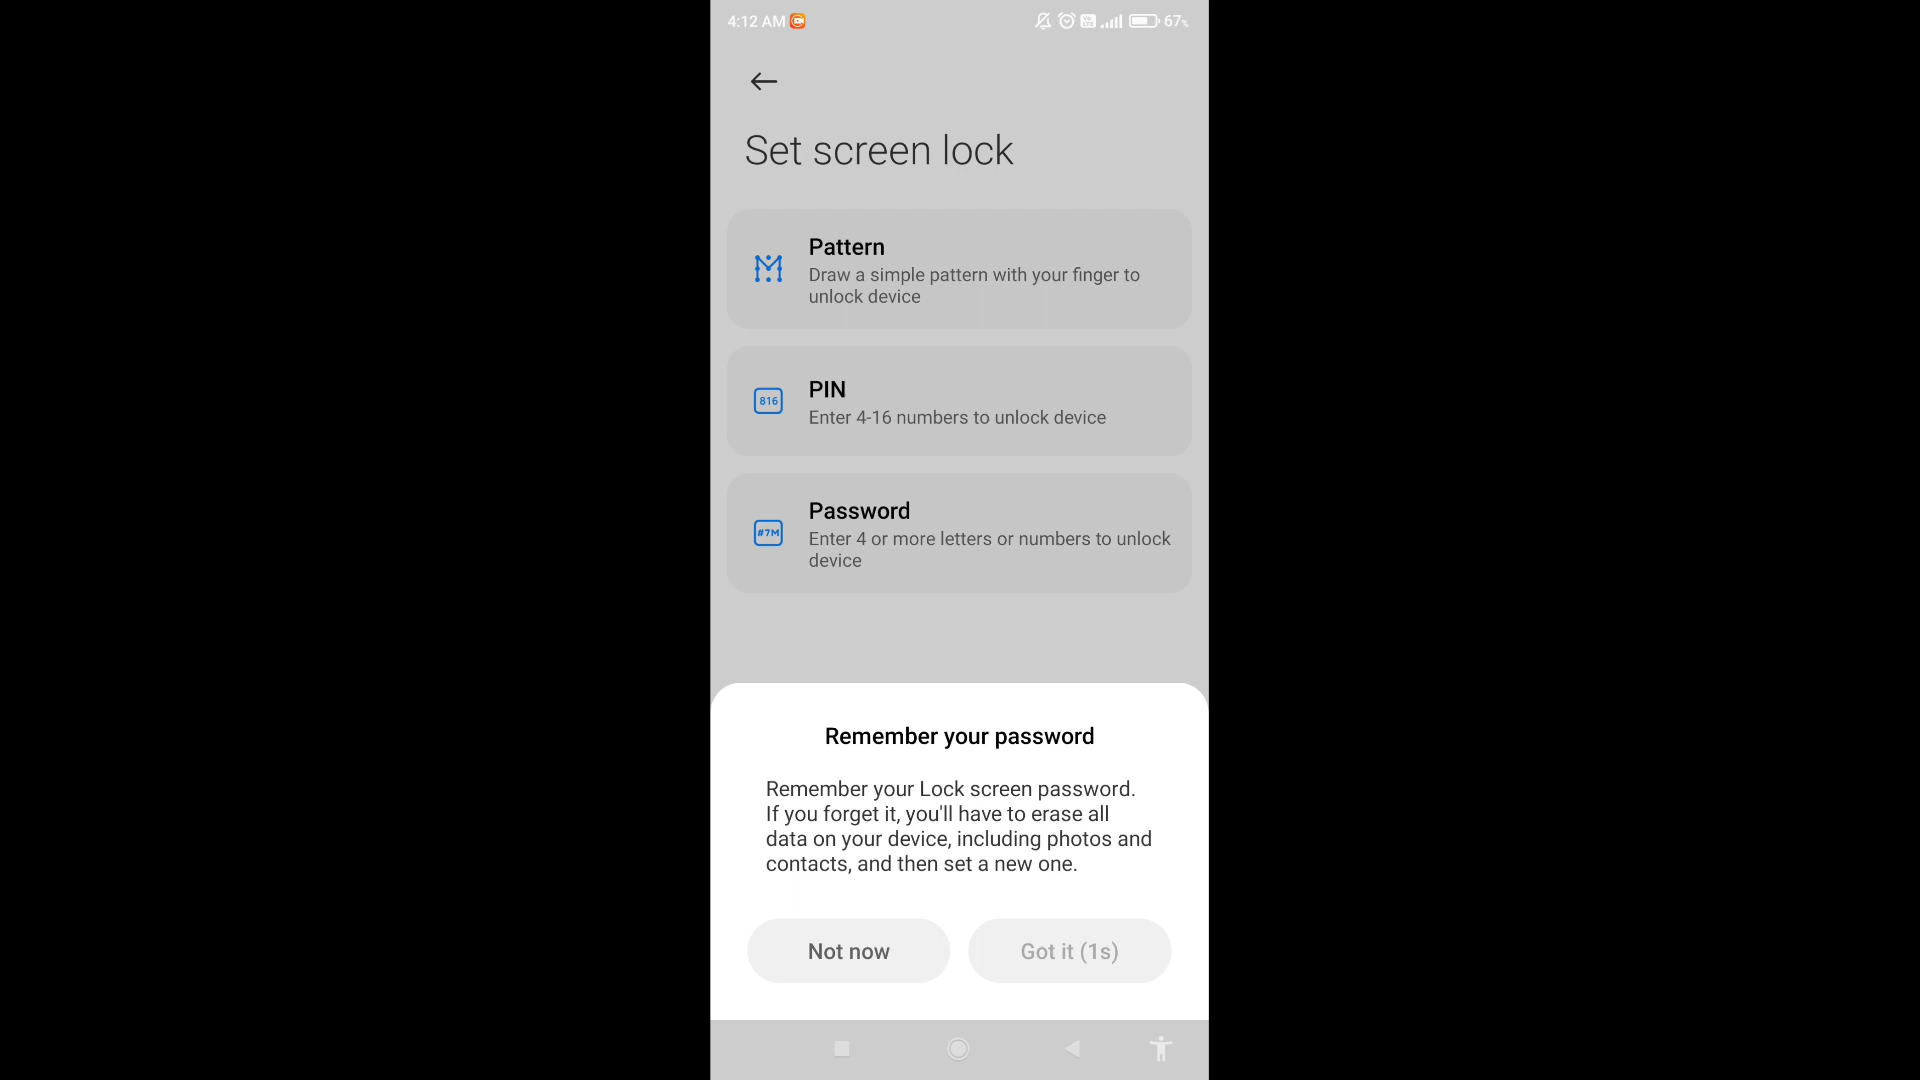 4:12 AM
67%
Set screen lock
Pattern
Draw a simple pattern with your finger to
unlock device
816
PIN
Enter 4-16 numbers to unlock device
#7M
Password
Enter 4 or more letters or numbers to unlock
device
Remember your password
Remember your Lock screen password.
If you forget it, you'll have to erase all
data on your device, including photos and
contacts, and then set a new one.
Not now
Got it (1s)